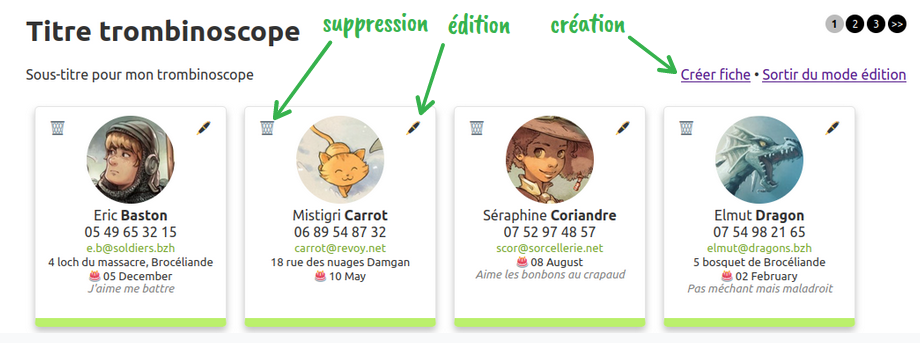 Titre trombinoscope
suppression
édition
création
1 2 3 >>
Sous-titre pour mon trombinoscope
Créer fiche • Sortir du mode édition
Eric Baston
05 49 65 32 15
e.b@soldiers.bzh
4 loch du massacre, Brocéliande
🎂 05 December
J'aime me battre
Mistigri Carrot
06 89 54 87 32
carrot@revoy.net
18 rue des nuages Damgan
🎂 10 May
Séraphine Coriandre
07 52 97 48 57
scor@sorcellerie.net
🎂 08 August
Aime les bonbons au crapaud
Elmut Dragon
07 54 98 21 65
elmut@dragons.bzh
5 bosquet de Brocéliande
🎂 02 February
Pas méchant mais maladroit